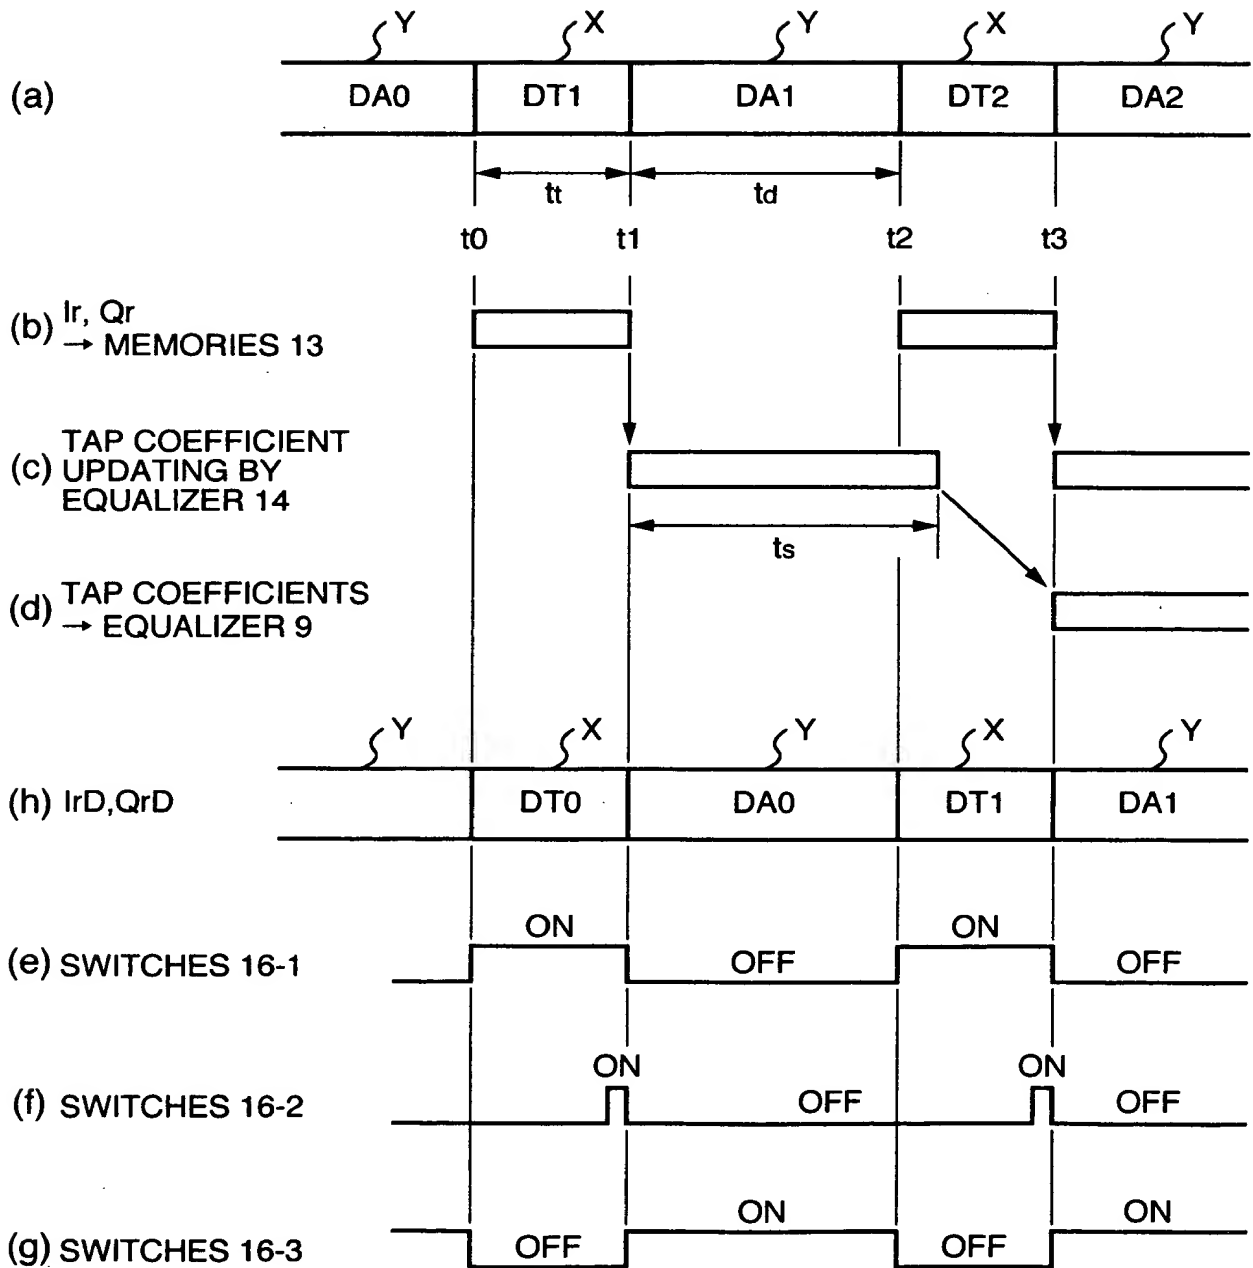 Y X Y X Y
(a) DA0 DT1 DA1 DT2 DA2
tt td
t0 t1 t2 t3
(b) Ir, Qr
→ MEMORIES 13
(c) TAP COEFFICIENT
UPDATING BY
EQUALIZER 14
ts
(d) TAP COEFFICIENTS
→ EQUALIZER 9
Y X Y X Y
(h) IrD,QrD DT0 DA0 DT1 DA1
ON ON
(e) SWITCHES 16-1 OFF OFF
ON ON
(f) SWITCHES 16-2 OFF OFF
ON ON
(g) SWITCHES 16-3 OFF OFF